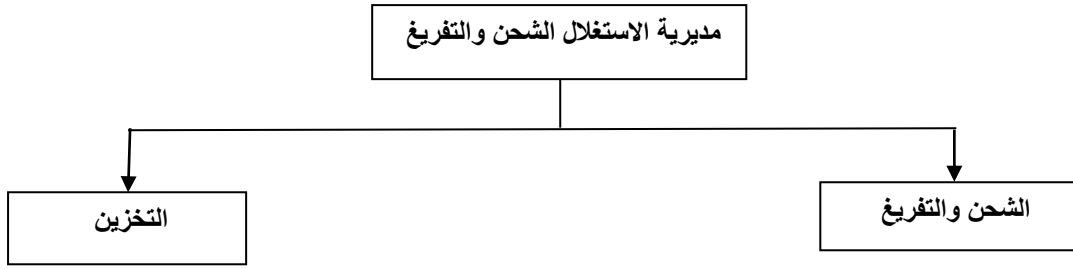 مديرية الاستغلال الشحن والتفريغ
الشحن والتفريغ
التخزين